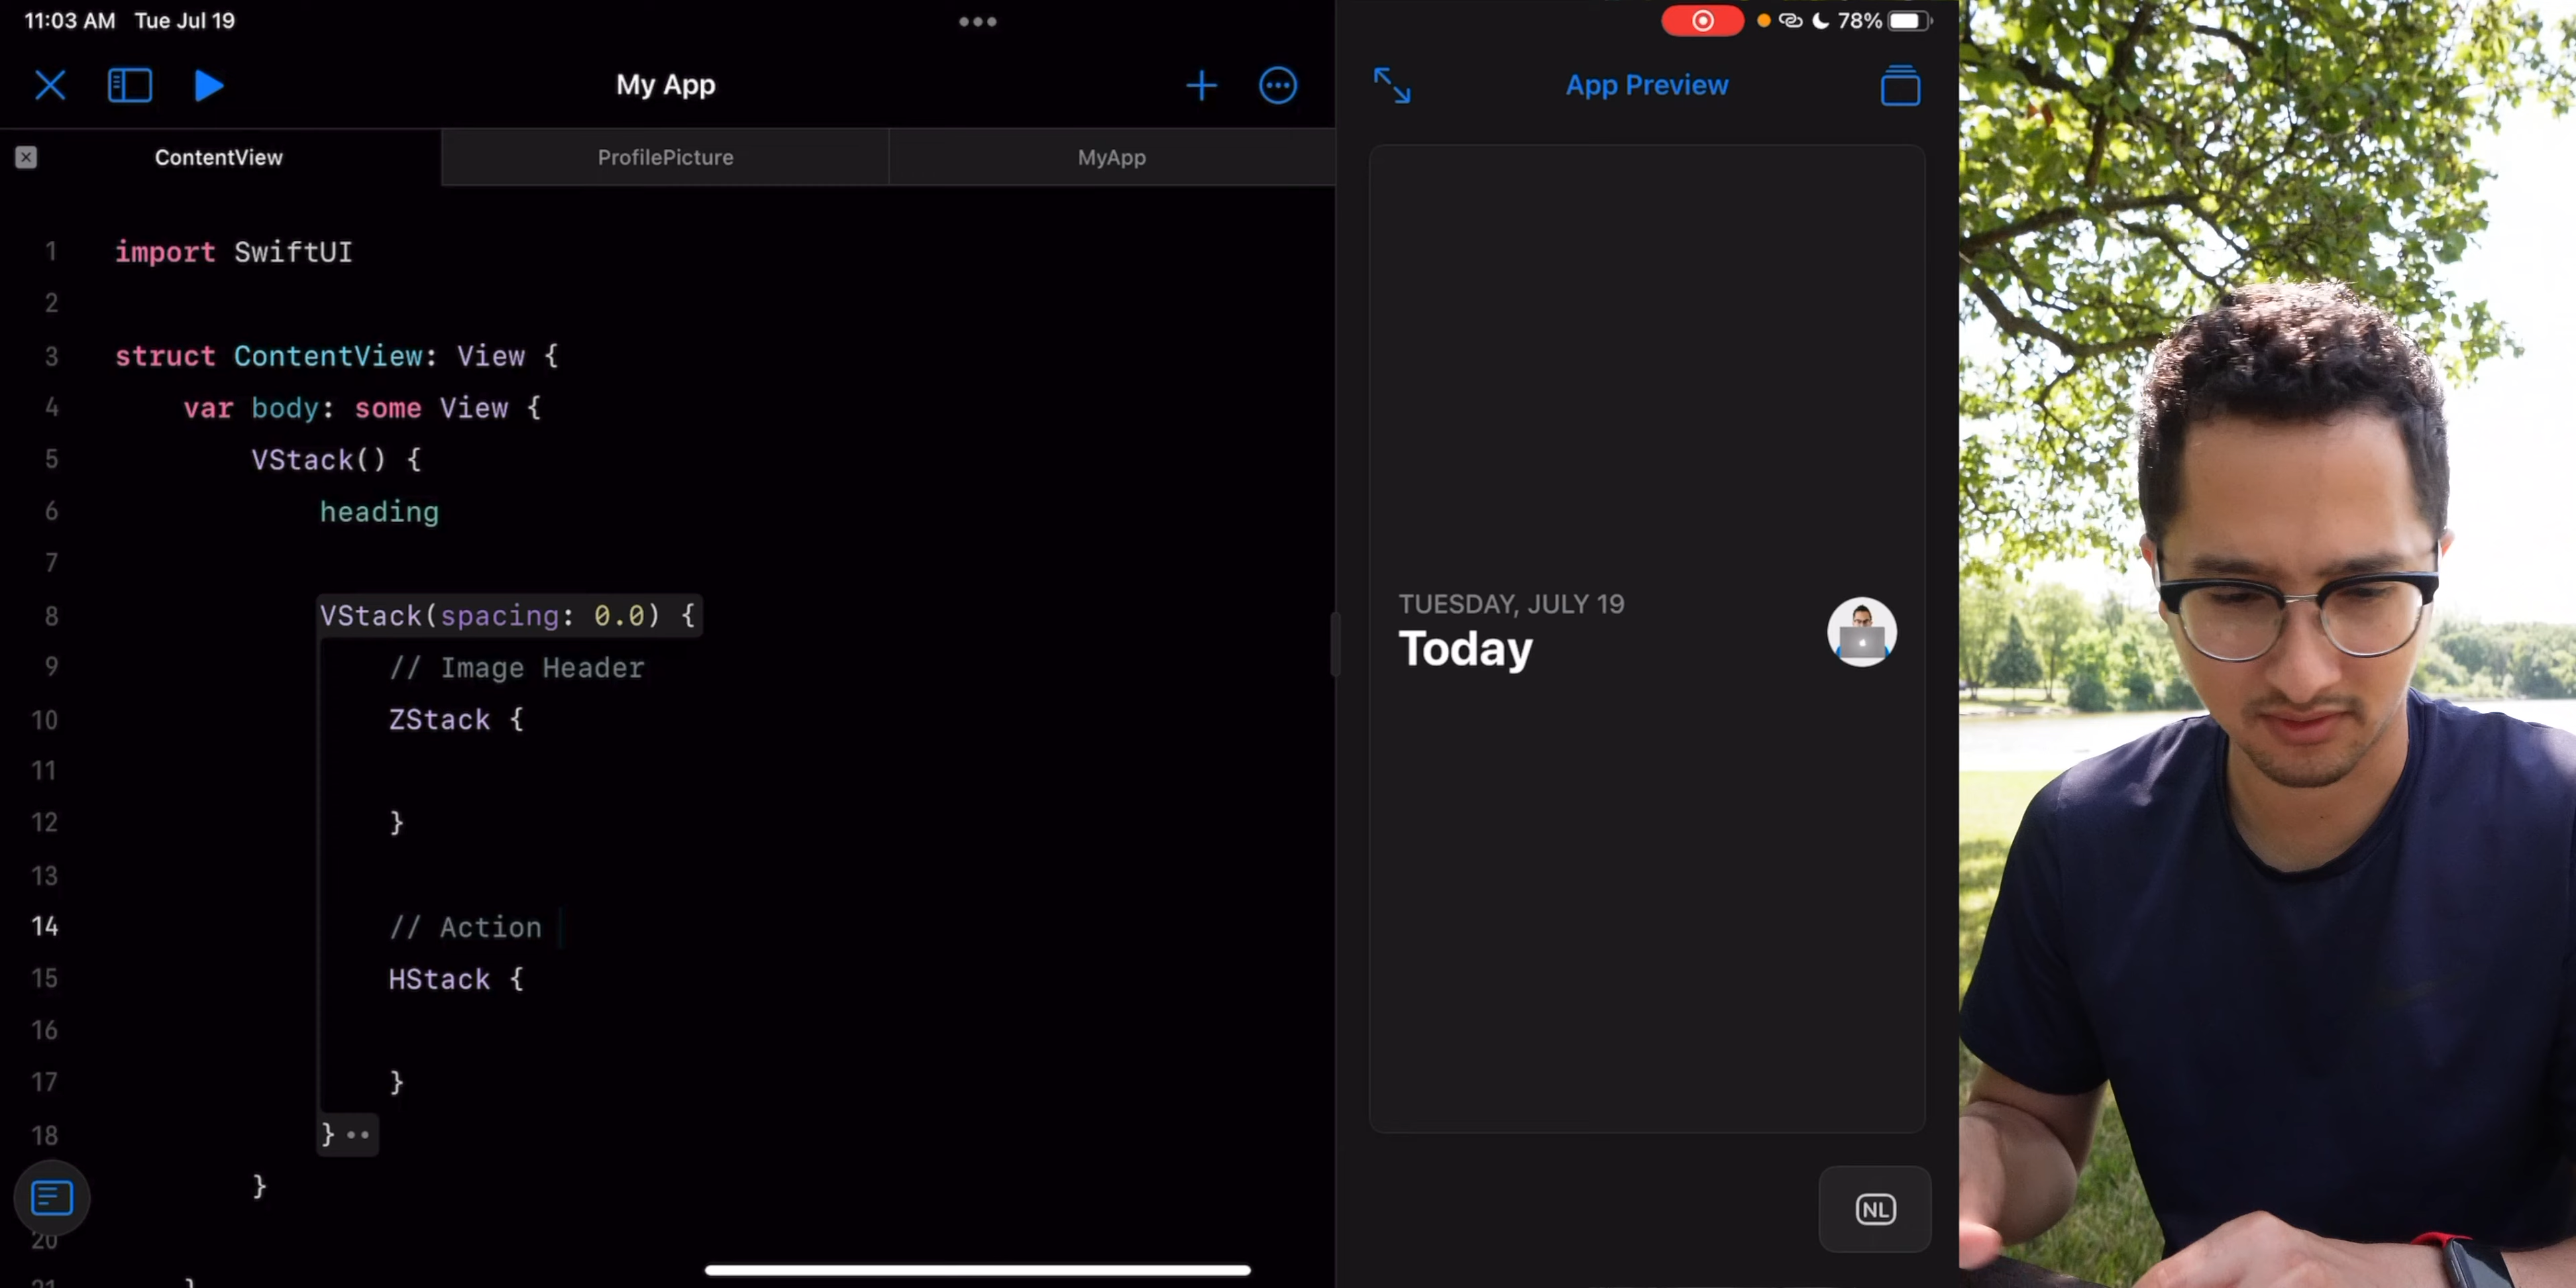 11:03 AM Tue Jul 19
78%
My App
App Preview
ContentView
ProfilePicture
MyApp
1 import SwiftUI
2
3 struct ContentView: View {
4 var body: some View {
5 VStack() {
6 heading
7
8 VStack(spacing: 0.0) {
9 // Image Header
10 ZStack {
11
12 }
13
14 // Action
15 HStack {
16
17 }
18 }
}
20
21 }
TUESDAY, JULY 19
Today
NL